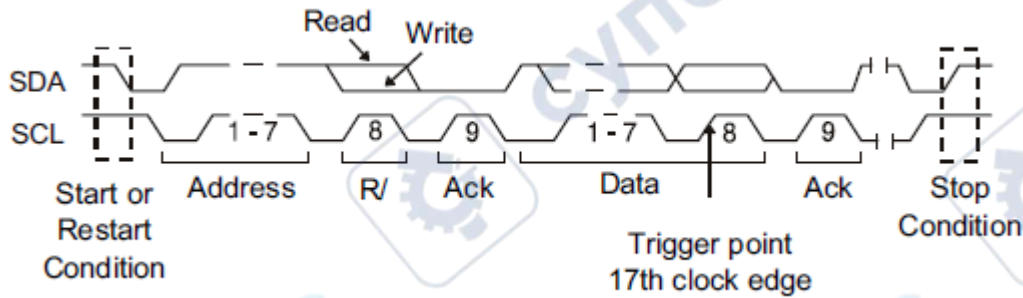 Read
Write
SDA
SCL
1 - 7
8
9
1 - 7
8
9
Address
R/
Ack
Data
Ack
Start or
Restart
Condition
Stop
Condition
Trigger point
17th clock edge